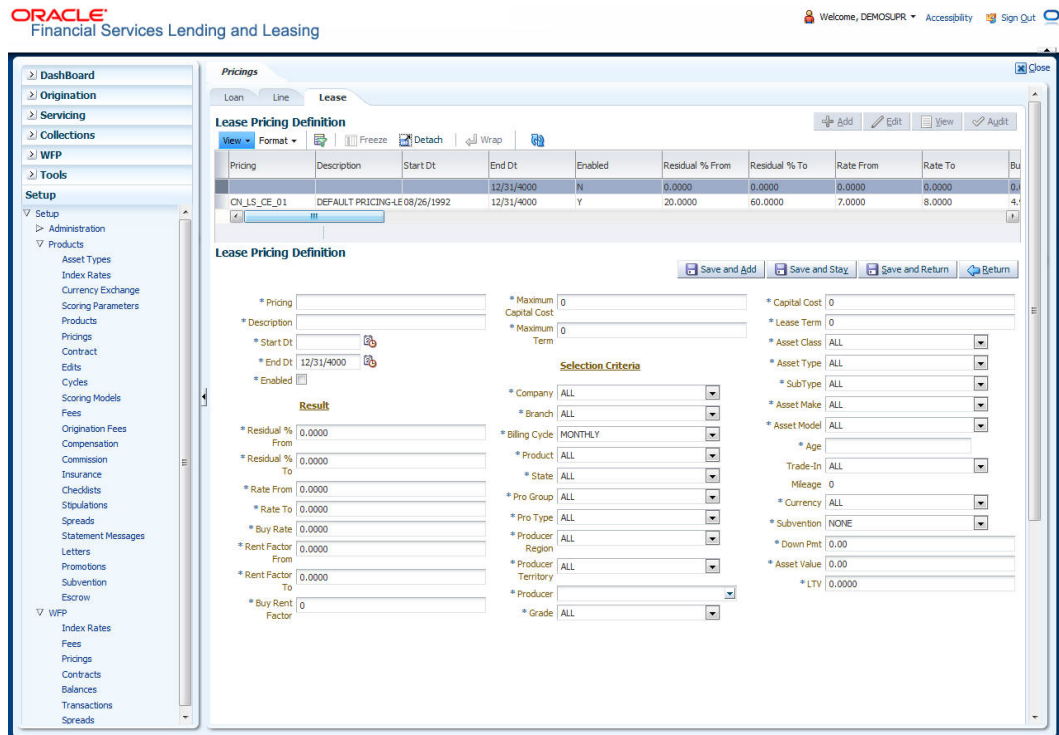 ORACLE
Financial Services Lending and Leasing
Welcome, DEMOSUPR Accessibility Sign Out
DashBoard
Origination
Servicing
Collections
WFP
Tools
Setup
Setup
Administration
Products
Asset Types
Index Rates
Currency Exchange
Scoring Parameters
Products
Pricings
Contract
Edits
Cycles
Scoring Models
Fees
Origination Fees
Compensation
Commission
Insurance
Checklists
Stipulations
Spreads
Statement Messages
Letters
Promotions
Subvention
Escrow
WFP
Index Rates
Fees
Pricings
Contracts
Balances
Transactions
Spreads
Pricings
Close
Loan Line Lease
Lease Pricing Definition
Add Edit View Audit
View Format Freeze Detach Wrap
Pricing Description Start Dt End Dt Enabled Residual % From Residual % To Rate From Rate To Bu
12/31/4000 N 0.0000 0.0000 0.0000 0.0000 0.0
CN_LS_CE_01 DEFAULT PRICING-LE 08/26/1992 12/31/4000 Y 20.0000 60.0000 7.0000 8.0000 4.9
Lease Pricing Definition
Save and Add Save and Stay Save and Return Return
* Pricing
* Description
* Start Dt
* End Dt 12/31/4000
* Enabled
Result
* Residual % From 0.0000
* Residual % To 0.0000
* Rate From 0.0000
* Rate To 0.0000
* Buy Rate 0.0000
* Rent Factor From 0.0000
* Rent Factor To 0.0000
* Buy Rent Factor 0
* Maximum Capital Cost 0
* Maximum Term 0
Selection Criteria
* Company ALL
* Branch ALL
* Billing Cycle MONTHLY
* Product ALL
* State ALL
* Pro Group ALL
* Pro Type ALL
* Producer Region ALL
* Producer Territory ALL
* Producer
* Grade ALL
* Capital Cost 0
* Lease Term 0
* Asset Class ALL
* Asset Type ALL
* SubType ALL
* Asset Make ALL
* Asset Model ALL
* Age
Trade-In ALL
Mileage 0
* Currency ALL
* Subvention NONE
* Down Pmt 0.00
* Asset Value 0.00
* LTV 0.0000